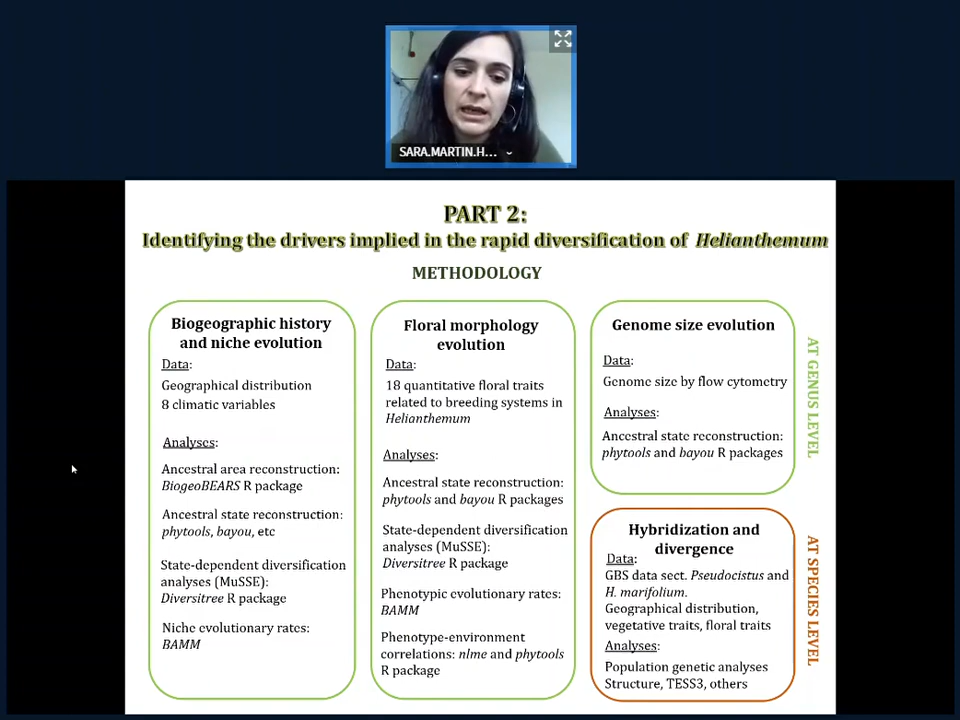 SARA.MARTIN.H...
PART 2:
Identifying the drivers implied in the rapid diversification of Helianthemum
METHODOLOGY
Biogeographic history
and niche evolution
Data:
Geographical distribution
8 climatic variables
Analyses:
Ancestral area reconstruction:
BiogeoBEARS R package
Ancestral state reconstruction:
phytools, bayou, etc
State-dependent diversification
analyses (MuSSE):
Diversitree R package
Niche evolutionary rates:
BAMM
Floral morphology
evolution
Data:
18 quantitative floral traits
related to breeding systems in
Helianthemum
Analyses:
Ancestral state reconstruction:
phytools and bayou R packages
State-dependent diversification
analyses (MuSSE):
Diversitree R package
Phenotypic evolutionary rates:
BAMM
Phenotype-environment
correlations: nlme and phytools
R package
Genome size evolution
Data:
Genome size by flow cytometry
Analyses:
Ancestral state reconstruction:
phytools and bayou R packages
AT GENUS LEVEL
Hybridization and
divergence
Data:
GBS data sect. Pseudocistus and
H. marifolium.
Geographical distribution,
vegetative traits, floral traits
Analyses:
Population genetic analyses
Structure, TESS3, others
AT SPECIES LEVEL